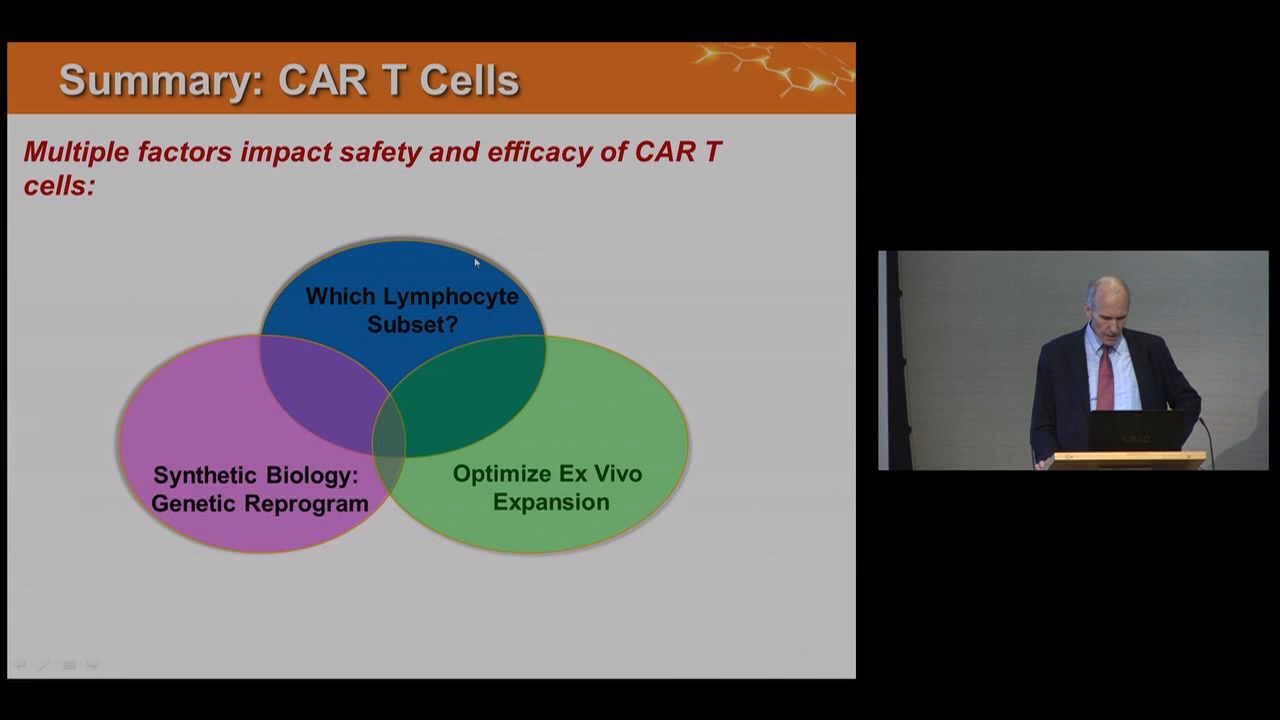 Summary: CAR T Cells
Multiple factors impact safety and efficacy of CAR T
cells:
Which Lymphocyte
Subset?
Synthetic Biology:
Genetic Reprogram
Optimize Ex Vivo
Expansion
VAIO